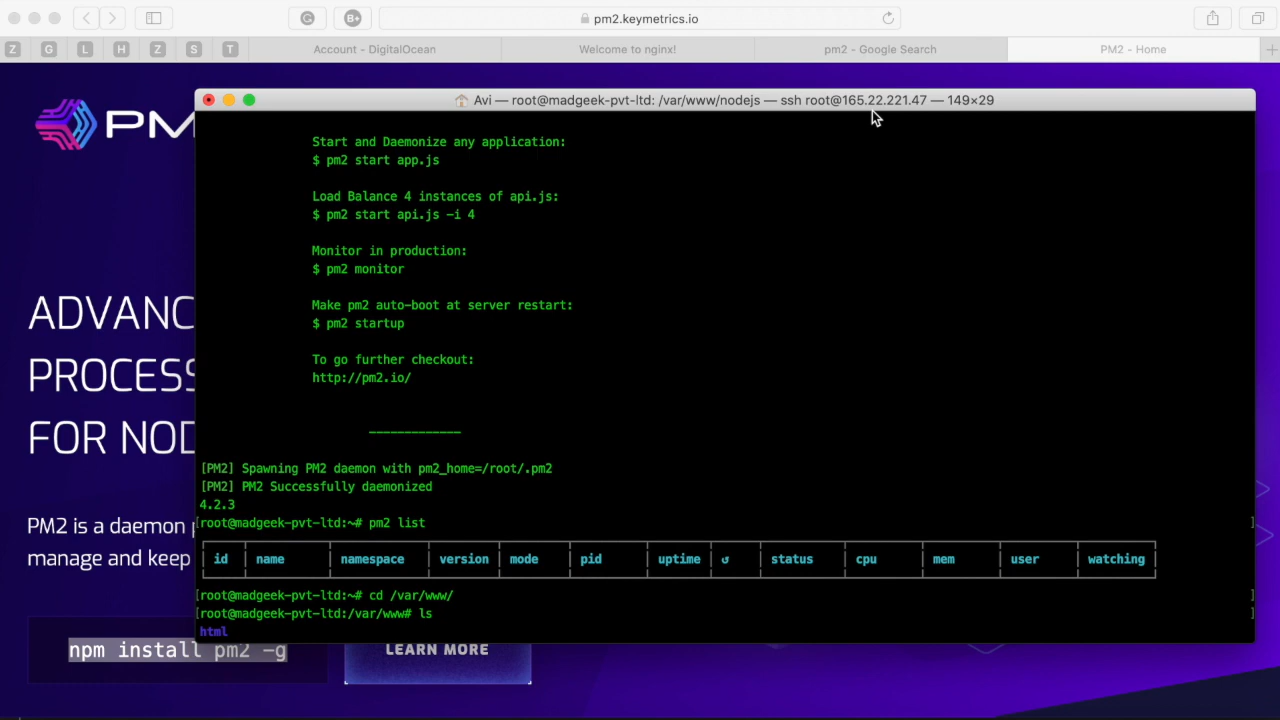 pm2.keymetrics.io
Z G L H Z S T Account - DigitalOcean Welcome to nginx! pm2 - Google Search PM2 - Home
Avi — root@madgeek-pvt-ltd: /var/www/nodejs — ssh root@165.22.221.47 — 149×29
PM
Start and Daemonize any application:
$ pm2 start app.js
Load Balance 4 instances of api.js:
$ pm2 start api.js -i 4
Monitor in production:
$ pm2 monitor
Make pm2 auto-boot at server restart:
$ pm2 startup
To go further checkout:
http://pm2.io/
-------------
[PM2] Spawning PM2 daemon with pm2_home=/root/.pm2
[PM2] PM2 Successfully daemonized
4.2.3
[root@madgeek-pvt-ltd:~# pm2 list ]
id name namespace version mode pid uptime ↺ status cpu mem user watching
[root@madgeek-pvt-ltd:~# cd /var/www/ ]
[root@madgeek-pvt-ltd:/var/www# ls ]
html
ADVANC
PROCESS
FOR NOD
PM2 is a daemon p
manage and keep
npm install pm2 -g
LEARN MORE